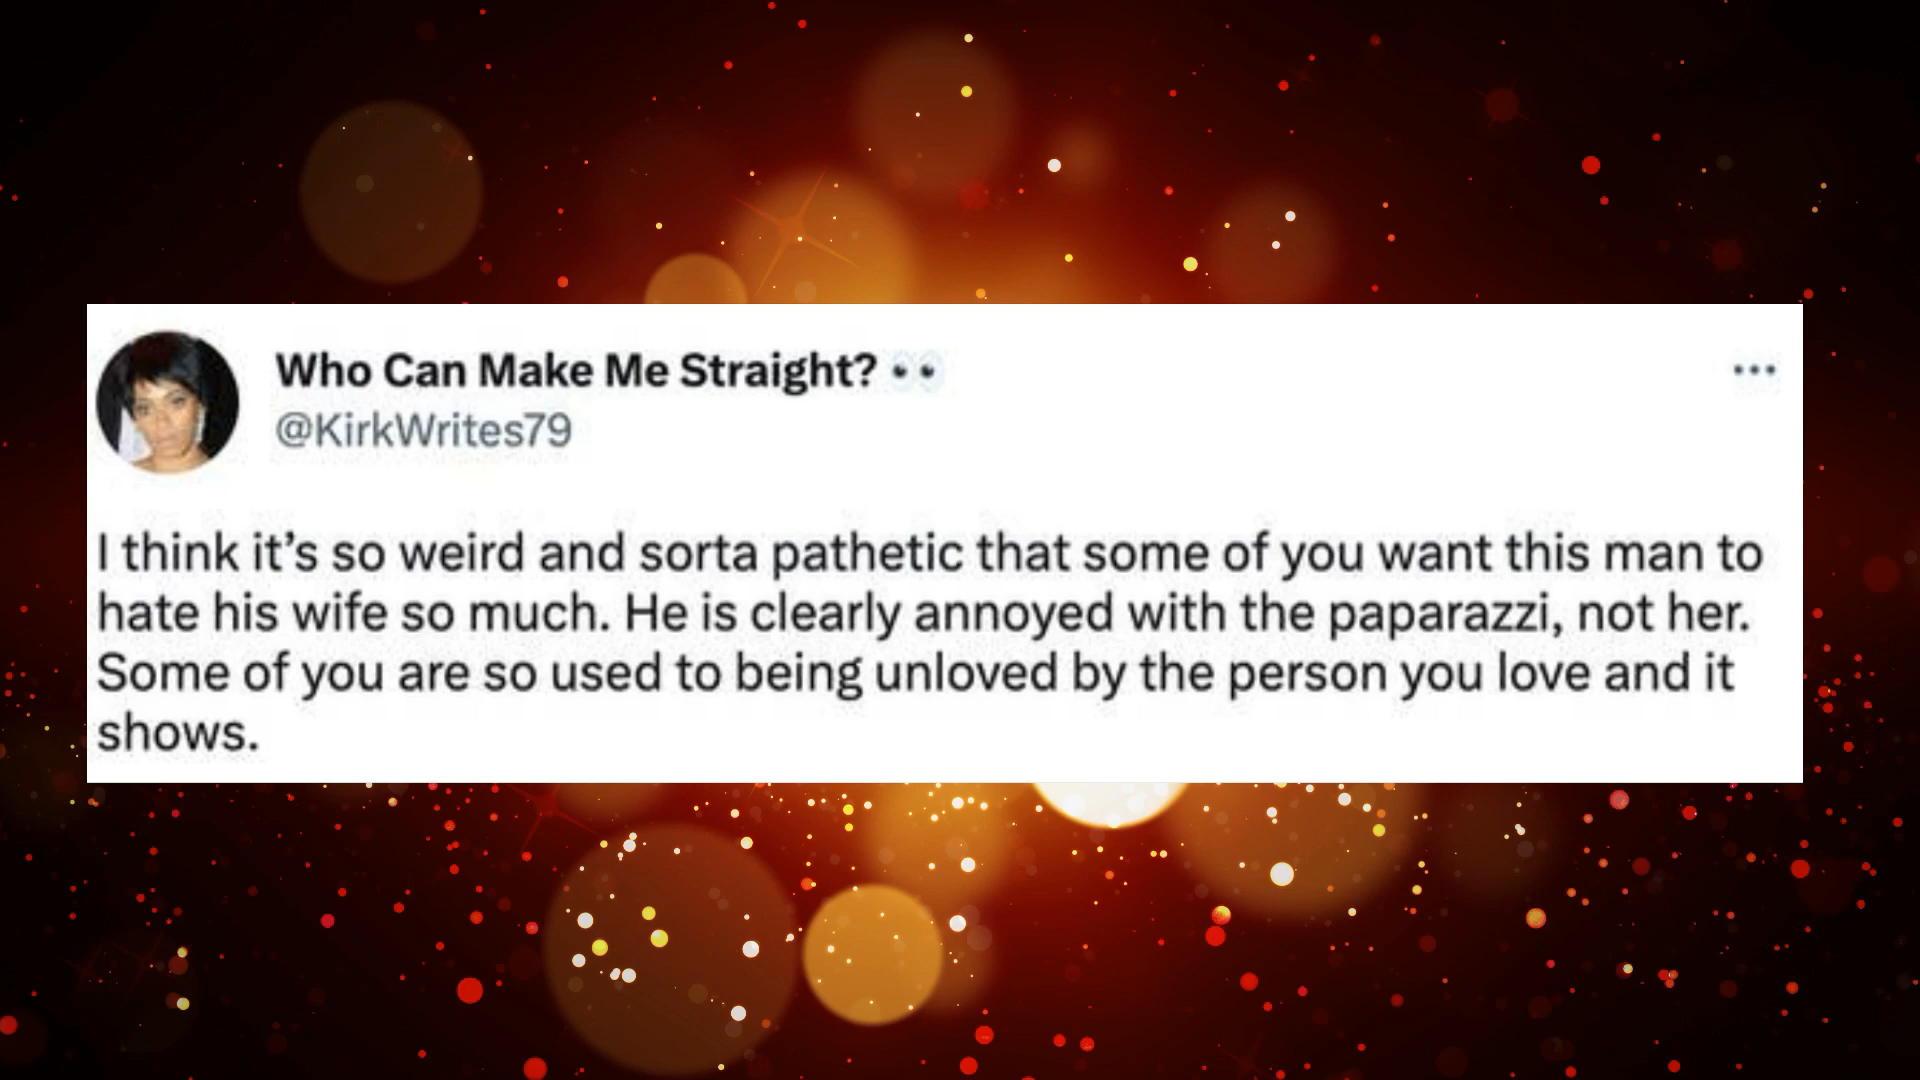 Who Can Make Me Straight? 👀
@KirkWrites79
I think it’s so weird and sorta pathetic that some of you want this man to
hate his wife so much. He is clearly annoyed with the paparazzi, not her.
Some of you are so used to being unloved by the person you love and it
shows.